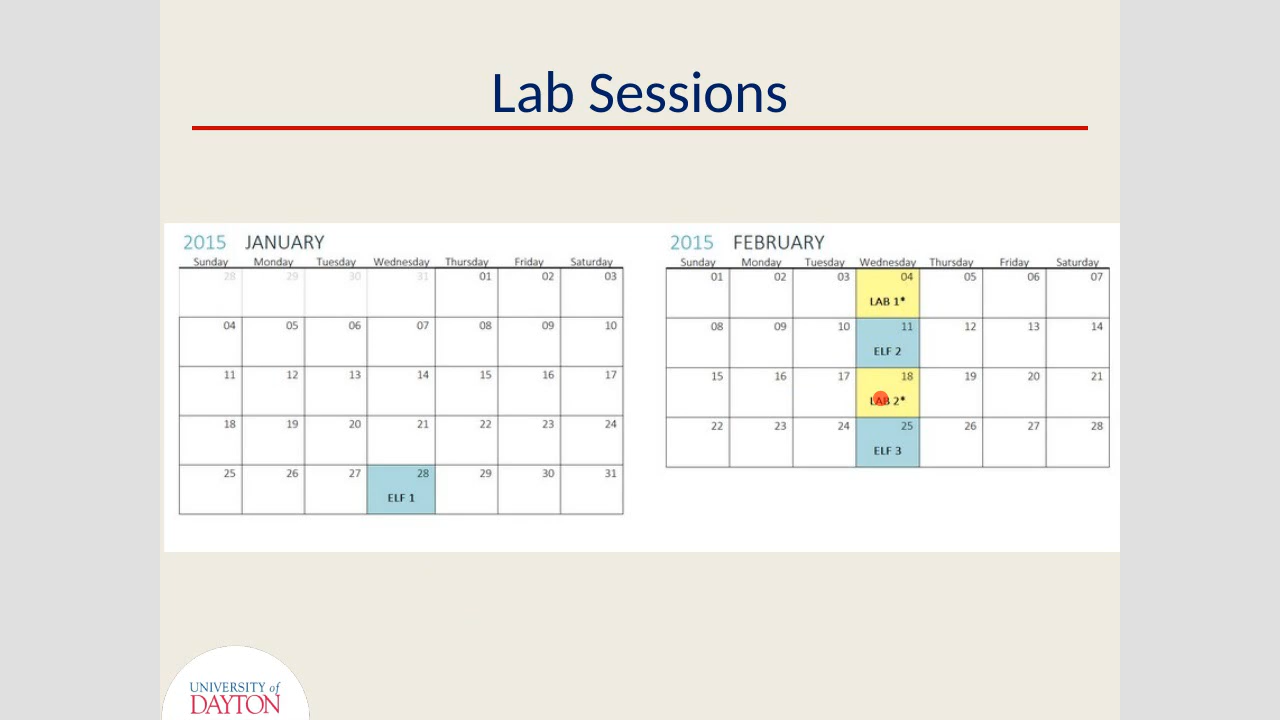 Lab Sessions
2015 JANUARY
Sunday Monday Tuesday Wednesday Thursday Friday Saturday
28 29 30 31 01 02 03
04 05 06 07 08 09 10
11 12 13 14 15 16 17
18 19 20 21 22 23 24
25 26 27 28 29 30 31
ELF 1
2015 FEBRUARY
Sunday Monday Tuesday Wednesday Thursday Friday Saturday
01 02 03 04 05 06 07
LAB 1*
08 09 10 11 12 13 14
ELF 2
15 16 17 18 19 20 21
LAB 2*
22 23 24 25 26 27 28
ELF 3
UNIVERSITY of
DAYTON